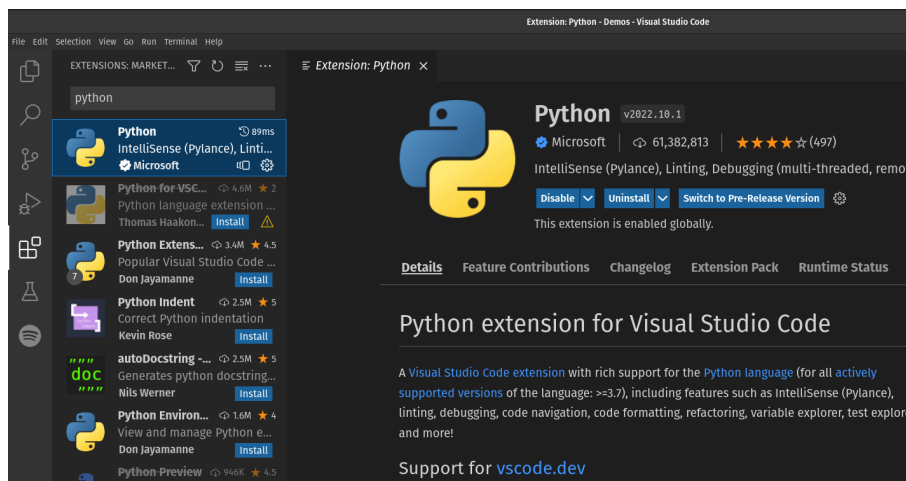 Extension: Python - Demos - Visual Studio Code
File Edit Selection View Go Run Terminal Help
EXTENSIONS: MARKET...
python
Python 89ms
IntelliSense (Pylance), Linti...
Microsoft
Python for VSC... 4.6M ★ 2
Python language extension ...
Thomas Haakon... Install
Python Extens... 3.4M ★ 4.5
Popular Visual Studio Code ...
7
Don Jayamanne Install
Python Indent 2.5M ★ 5
Correct Python indentation
Kevin Rose Install
autoDocstring -... 2.5M ★ 5
""" doc """
Generates python docstring...
Nils Werner Install
Python Environ... 1.6M ★ 4
View and manage Python e...
Don Jayamanne Install
Python Preview 946K ★ 4.5
Extension: Python ×
Python v2022.10.1
Microsoft 61,382,813 ★★★★☆ (497)
IntelliSense (Pylance), Linting, Debugging (multi-threaded, remo
Disable Uninstall Switch to Pre-Release Version
This extension is enabled globally.
Details Feature Contributions Changelog Extension Pack Runtime Status
Python extension for Visual Studio Code
A Visual Studio Code extension with rich support for the Python language (for all actively
supported versions of the language: >=3.7), including features such as IntelliSense (Pylance),
linting, debugging, code navigation, code formatting, refactoring, variable explorer, test explor
and more!
Support for vscode.dev